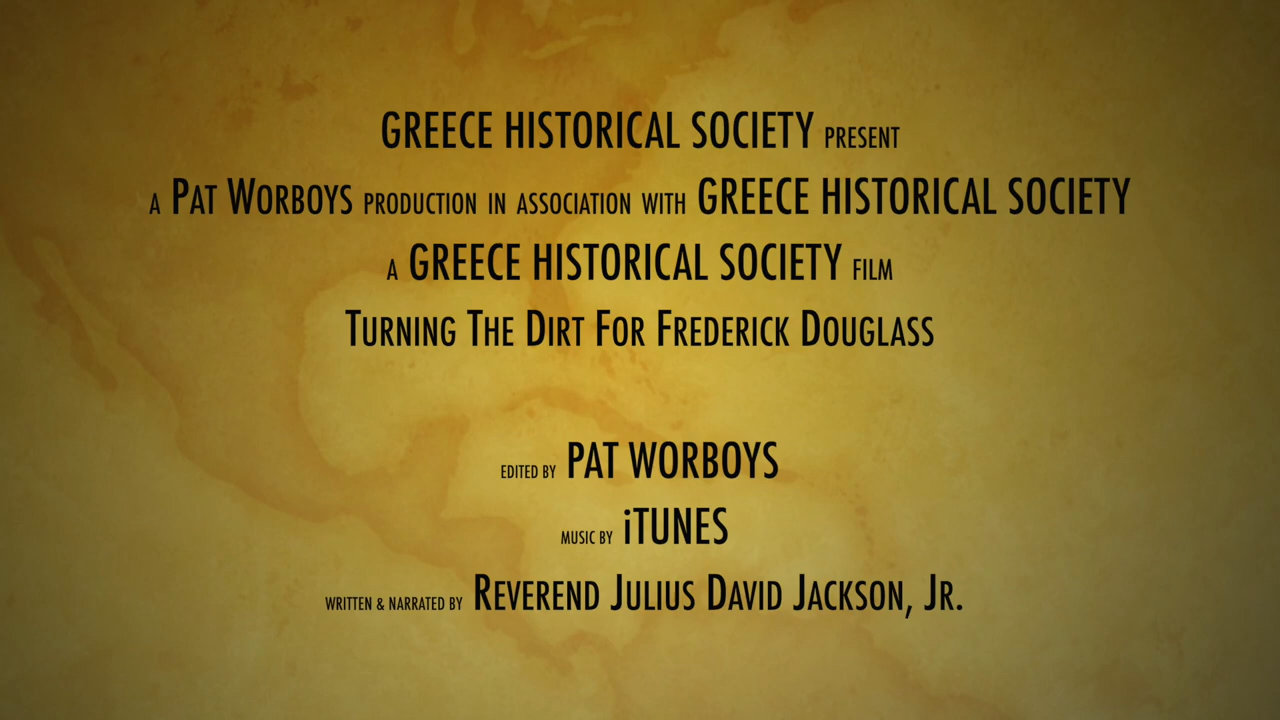 GREECE HISTORICAL SOCIETY PRESENT
A PAT WORBOYS PRODUCTION IN ASSOCIATION WITH GREECE HISTORICAL SOCIETY
A GREECE HISTORICAL SOCIETY FILM
TURNING THE DIRT FOR FREDERICK DOUGLASS
EDITED BY PAT WORBOYS
MUSIC BY iTUNES
WRITTEN & NARRATED BY REVEREND JULIUS DAVID JACKSON, JR.